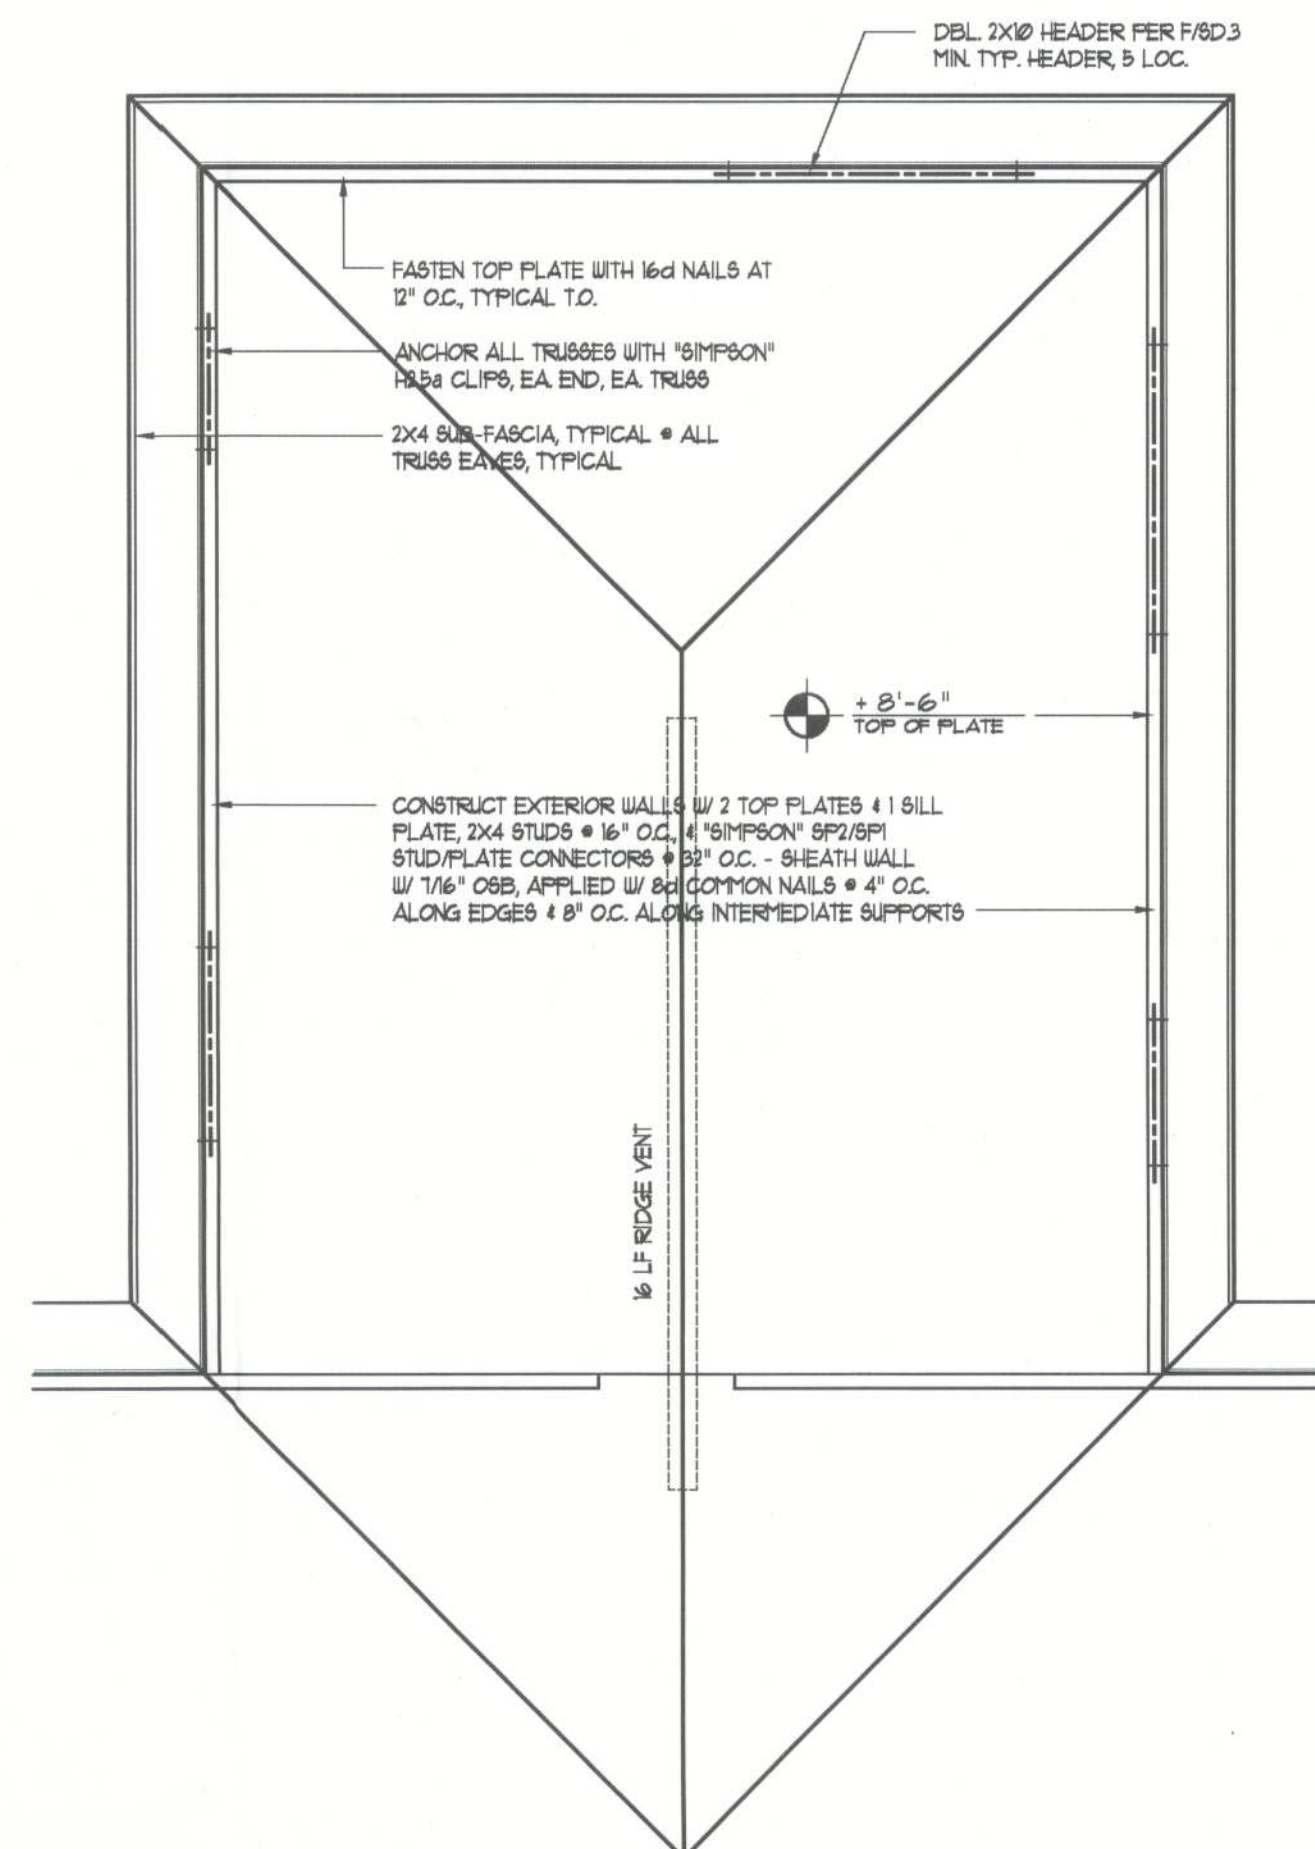 DBL. 2X10 HEADER PER F/SD.3
MIN. TYP. HEADER, 5 LOC.
FASTEN TOP PLATE WITH 16d NAILS AT
12" O.C., TYPICAL T.O.
ANCHOR ALL TRUSSES WITH "SIMPSON"
H2.5a CLIPS, EA. END, EA. TRUSS
2X4 SUB-FASCIA, TYPICAL @ ALL
TRUSS EAVES, TYPICAL
+ 8'-6"
TOP OF PLATE
CONSTRUCT EXTERIOR WALLS W/ 2 TOP PLATES & 1 SILL
PLATE, 2X4 STUDS @ 16" O.C., & "SIMPSON" SP2/SP1
STUD/PLATE CONNECTORS @ 32" O.C. - SHEATH WALL
W/ 7/16" OSB, APPLIED W/ 8d COMMON NAILS @ 4" O.C.
ALONG EDGES & 8" O.C. ALONG INTERMEDIATE SUPPORTS
16 LF RIDGE VENT